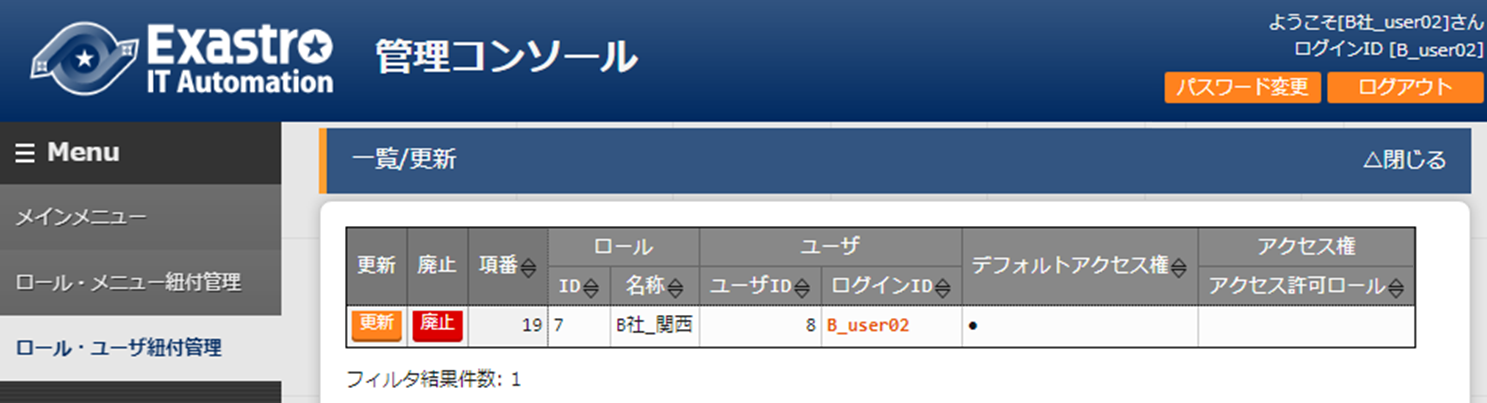 Exastro
IT Automation
管理コンソール
ようこそ[B社_user02]さん
ログインID [B_user02]
パスワード変更 ログアウト
Menu
メインメニュー
ロール・メニュー紐付管理
ロール・ユーザ紐付管理
一覧/更新 △閉じる
更新 廃止 項番 ロール ユーザ デフォルトアクセス権 アクセス権
ID 名称 ユーザID ログインID アクセス許可ロール
更新 廃止 19 7 B社_関西 8 B_user02 ●
フィルタ結果件数: 1